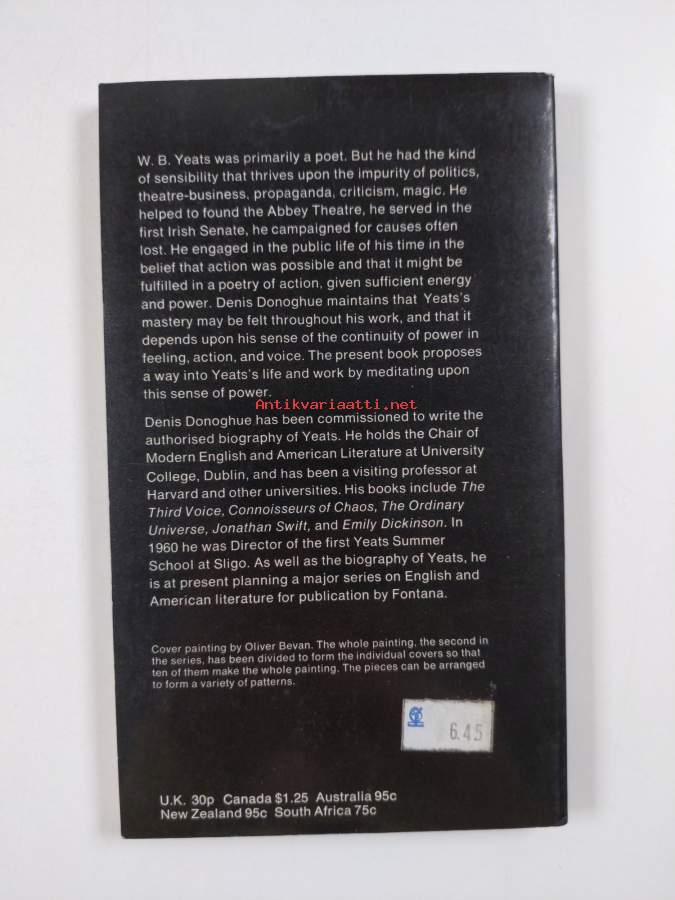 W. B. Yeats was primarily a poet. But he had the kind
of sensibility that thrives upon the impurity of politics,
theatre-business, propaganda, criticism, magic. He
helped to found the Abbey Theatre, he served in the
first Irish Senate, he campaigned for causes often
lost. He engaged in the public life of his time in the
belief that action was possible and that it might be
fulfilled in a poetry of action, given sufficient energy
and power. Denis Donoghue maintains that Yeats's
mastery may be felt throughout his work, and that it
depends upon his sense of the continuity of power in
feeling, action, and voice. The present book proposes
a way into Yeats's life and work by meditating upon
this sense of power.
Antikvariaatti.net
Denis Donoghue has been commissioned to write the
authorised biography of Yeats. He holds the Chair of
Modern English and American Literature at University
College, Dublin, and has been a visiting professor at
Harvard and other universities. His books include The
Third Voice, Connoisseurs of Chaos, The Ordinary
Universe, Jonathan Swift, and Emily Dickinson. In
1960 he was Director of the first Yeats Summer
School at Sligo. As well as the biography of Yeats, he
is at present planning a major series on English and
American literature for publication by Fontana.
Cover painting by Oliver Bevan. The whole painting, the second in
the series, has been divided to form the individual covers so that
ten of them make the whole painting. The pieces can be arranged
to form a variety of patterns.
6.45
U.K. 30p Canada $1.25 Australia 95c
New Zealand 95c South Africa 75c